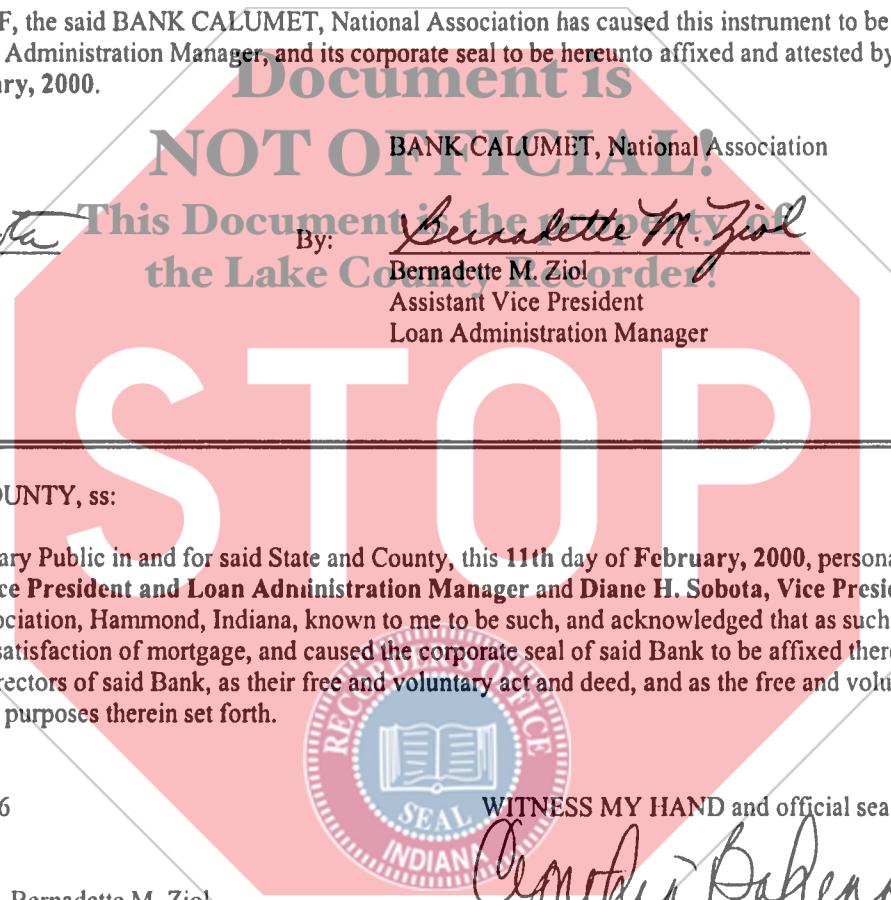 F, the said BANK CALUMET, National Association has caused this instrument to be
Administration Manager, and its corporate seal to be hereunto affixed and attested by
ry, 2000.
Document is
NOT OFFICIAL!
BANK CALUMET, National Association
This Document is the property of
the Lake County Recorder!
By: Bernadette M. Ziol
Bernadette M. Ziol
Assistant Vice President
Loan Administration Manager
STOP
OUNTY, ss:
ary Public in and for said State and County, this 11th day of February, 2000, persona
ce President and Loan Administration Manager and Diane H. Sobota, Vice Presid
ociation, Hammond, Indiana, known to me to be such, and acknowledged that as such
satisfaction of mortgage, and caused the corporate seal of said Bank to be affixed there
rectors of said Bank, as their free and voluntary act and deed, and as the free and volu
purposes therein set forth.
RECORDER'S OFFICE
SEAL
INDIANA
6
WITNESS MY HAND and official sea
Bernadette M. Ziol